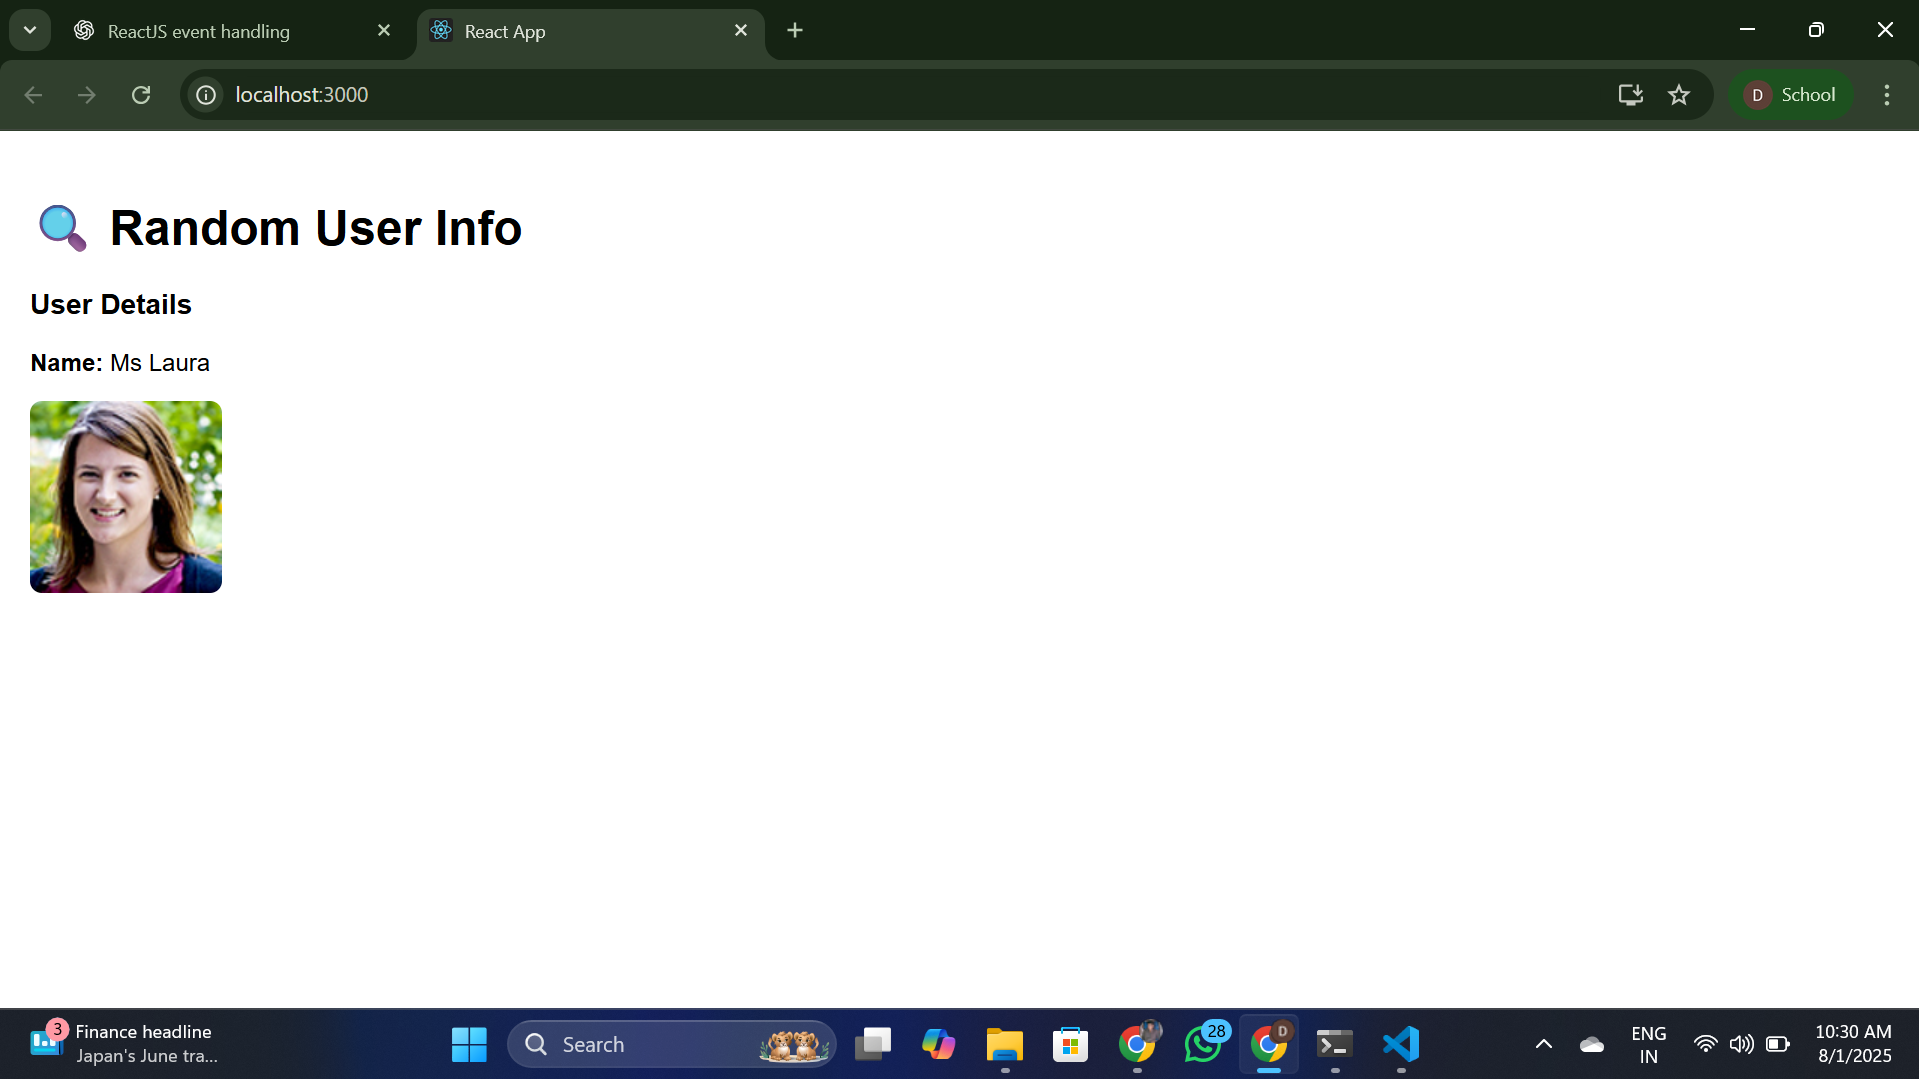 ReactJS event handling
React App
localhost:3000
D School
Random User Info
User Details
Name: Ms Laura
3
Finance headline
Japan's June tra...
Search
28
D
ENG
IN
10:30 AM
8/1/2025